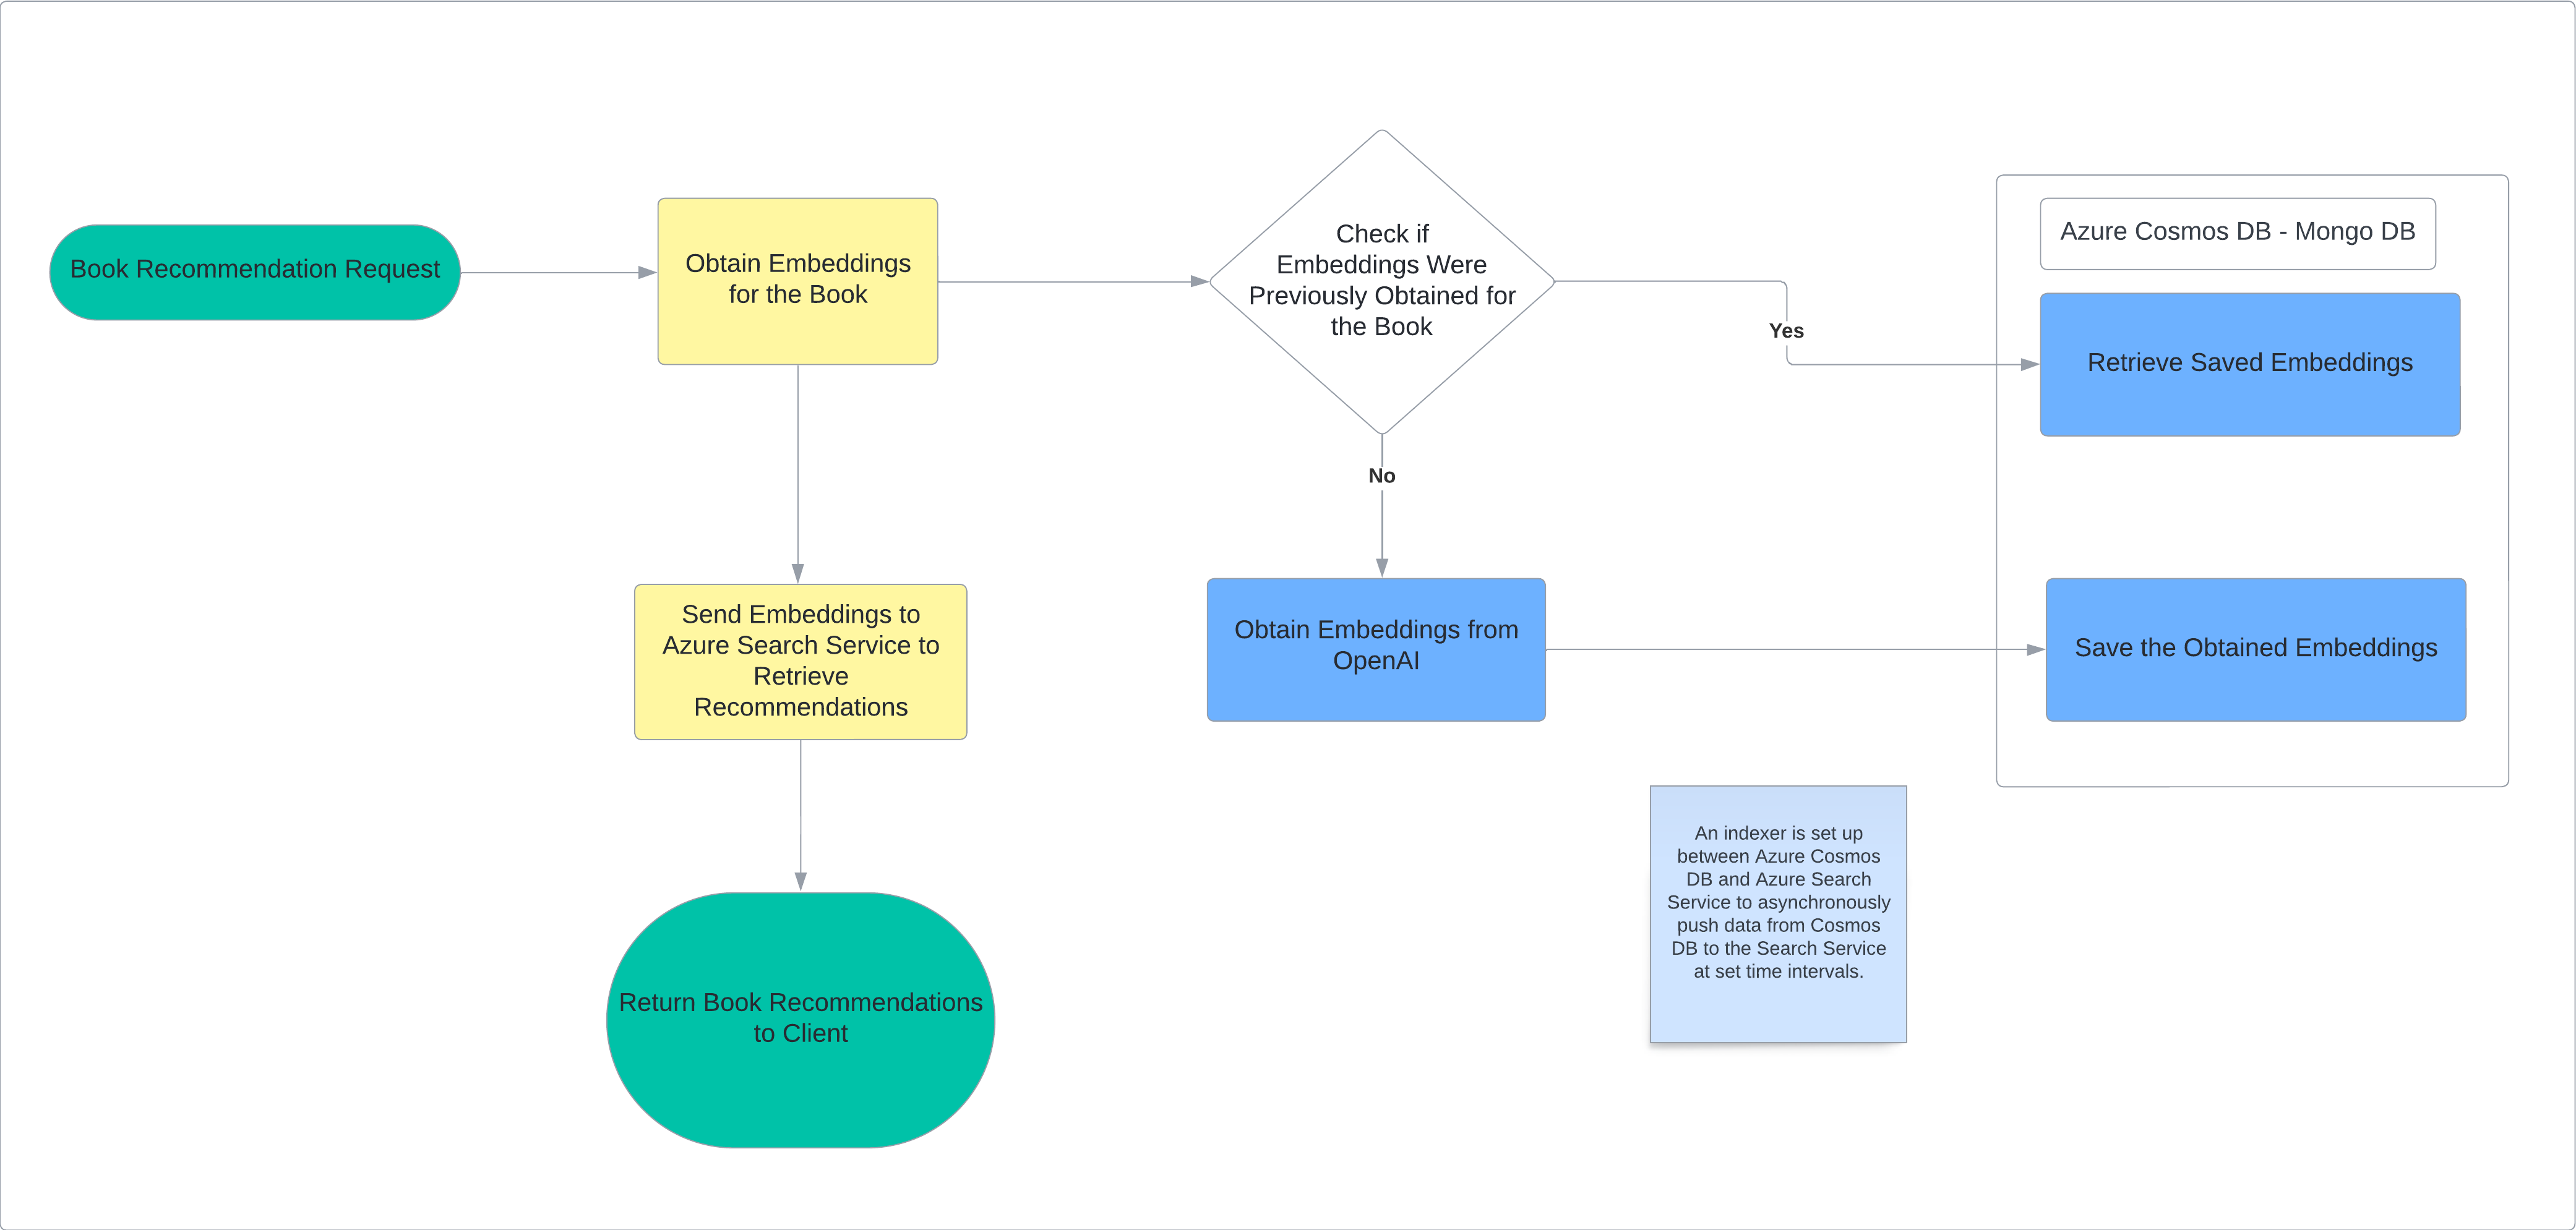 Book Recommendation Request
Obtain Embeddings
for the Book
Check if
Embeddings Were
Previously Obtained for
the Book
Yes
No
Azure Cosmos DB - Mongo DB
Retrieve Saved Embeddings
Send Embeddings to
Azure Search Service to
Retrieve
Recommendations
Obtain Embeddings from
OpenAI
Save the Obtained Embeddings
An indexer is set up
between Azure Cosmos
DB and Azure Search
Service to asynchronously
push data from Cosmos
DB to the Search Service
at set time intervals.
Return Book Recommendations
to Client